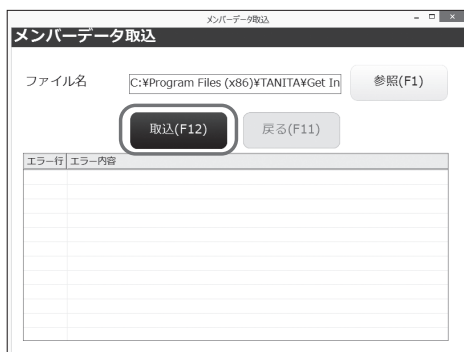 メンバーデータ取込
メンバーデータ取込
ファイル名 C:¥Program Files (x86)¥TANITA¥Get In 参照(F1)
取込(F12) 戻る(F11)
エラー行 エラー内容